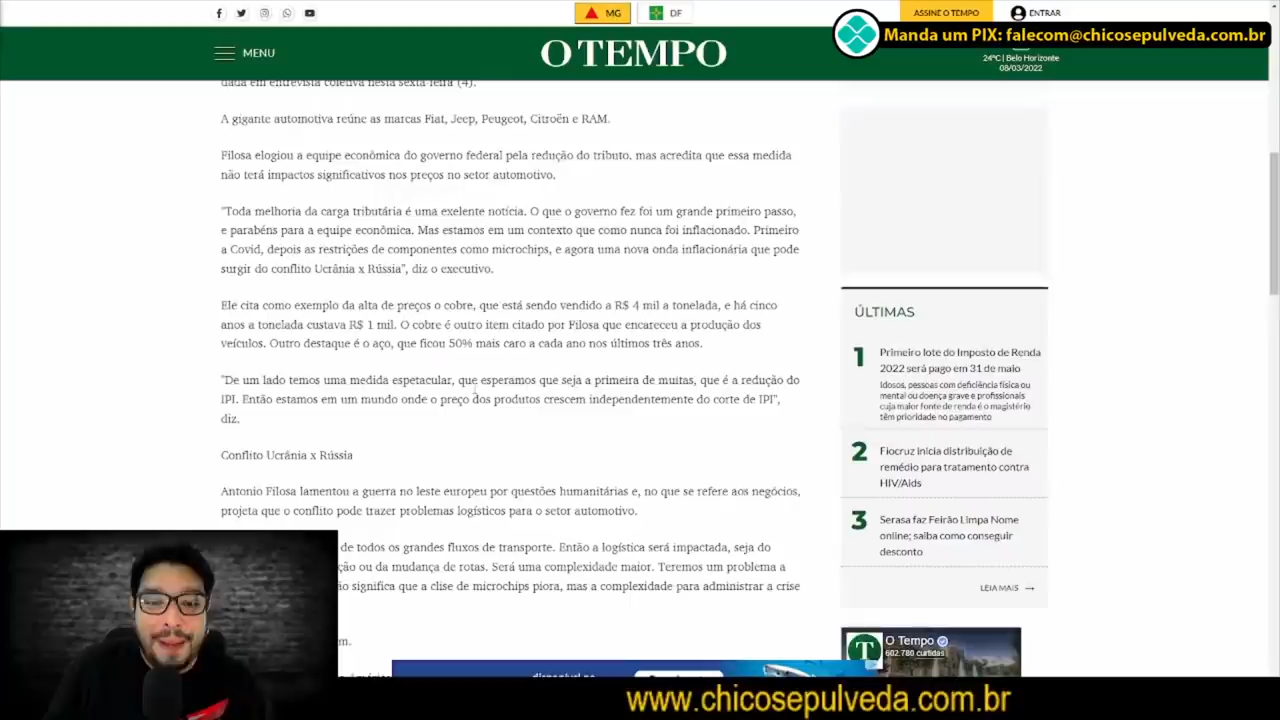 MG
DF
ASSINE O TEMPO
ENTRAR
Manda um PIX: falecom@chicosepulveda.com.br
MENU
O TEMPO
24ºC | Belo Horizonte
08/03/2022
dada em entrevista coletiva nesta sexta-feira (4).
A gigante automotiva reúne as marcas Fiat, Jeep, Peugeot, Citroën e RAM.
Filosa elogiou a equipe econômica do governo federal pela redução do tributo, mas acredita que essa medida
não terá impactos significativos nos preços no setor automotivo.
"Toda melhoria da carga tributária é uma exelente notícia. O que o governo fez foi um grande primeiro passo,
e parabéns para a equipe econômica. Mas estamos em um contexto que como nunca foi inflacionado. Primeiro
a Covid, depois as restrições de componentes como microchips, e agora uma nova onda inflacionária que pode
surgir do conflito Ucrânia x Rússia", diz o executivo.
Ele cita como exemplo da alta de preços o cobre, que está sendo vendido a R$ 4 mil a tonelada, e há cinco
anos a tonelada custava R$ 1 mil. O cobre é outro item citado por Filosa que encareceu a produção dos
veículos. Outro destaque é o aço, que ficou 50% mais caro a cada ano nos últimos três anos.
"De um lado temos uma medida espetacular, que esperamos que seja a primeira de muitas, que é a redução do
IPI. Então estamos em um mundo onde o preço dos produtos crescem independentemente do corte de IPI",
diz.
Conflito Ucrânia x Rússia
Antonio Filosa lamentou a guerra no leste europeu por questões humanitárias e, no que se refere aos negócios,
projeta que o conflito pode trazer problemas logísticos para o setor automotivo.
de todos os grandes fluxos de transporte. Então a logística será impactada, seja do
ção ou da mudança de rotas. Será uma complexidade maior. Teremos um problema a
ão significa que a clise de microchips piora, mas a complexidade para administrar a crise
m.
ÚLTIMAS
1 Primeiro lote do Imposto de Renda
2022 será pago em 31 de maio
Idosos, pessoas com deficiência física ou
mental ou doença grave e profissionais
cuja maior fonte de renda é o magistério
têm prioridade no pagamento
2 Fiocruz inicia distribuição de
remédio para tratamento contra
HIV/Aids
3 Serasa faz Feirão Limpa Nome
online; saiba como conseguir
desconto
LEIA MAIS →
T
O Tempo
602.780 curtidas
www.chicosepulveda.com.br